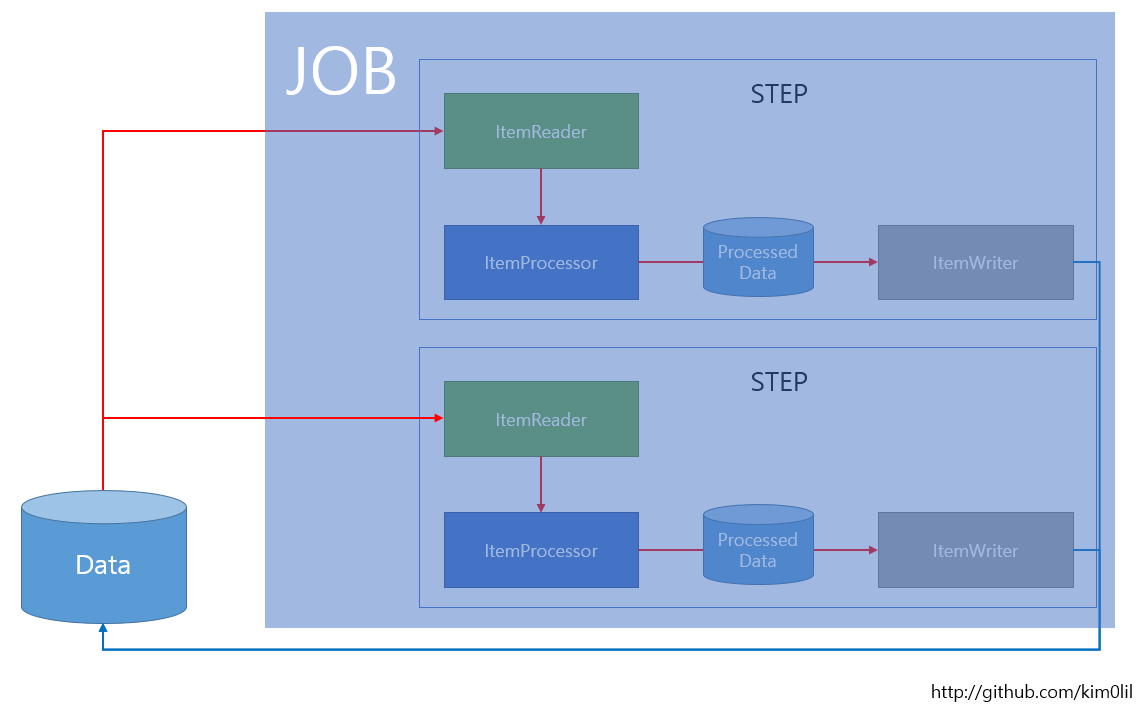 JOB
STEP
ItemReader
ItemProcessor
Processed
Data
ItemWriter
STEP
ItemReader
ItemProcessor
Processed
Data
ItemWriter
Data
http://github.com/kim0lil